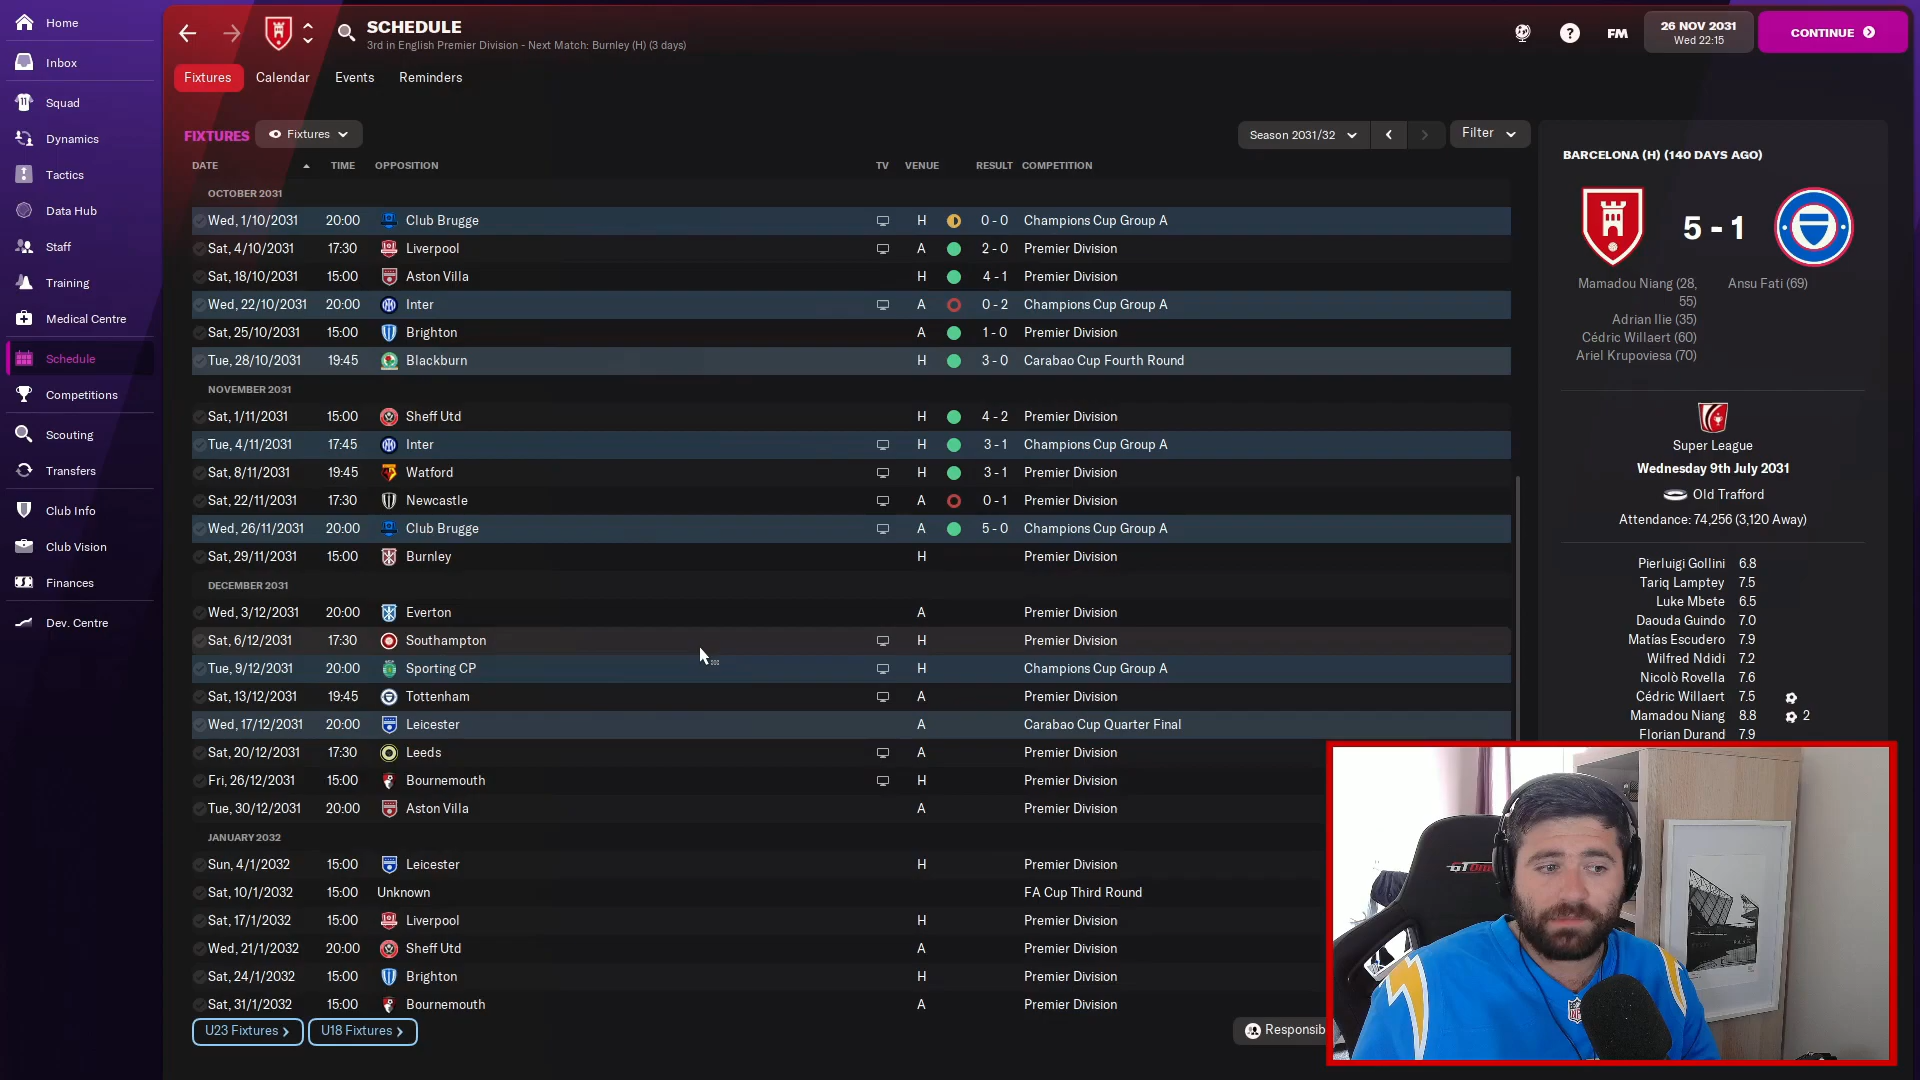 Home
Inbox
Squad
Dynamics
Tactics
Data Hub
Staff
Training
Medical Centre
Schedule
Competitions
Scouting
Transfers
Club Info
Club Vision
Finances
Dev. Centre
SCHEDULE
3rd in English Premier Division - Next Match: Burnley (H) (3 days)
FM
26 NOV 2031
Wed 22:15
CONTINUE
Fixtures Calendar Events Reminders
FIXTURES Fixtures Season 2031/32 Filter
DATE TIME OPPOSITION TV VENUE RESULT COMPETITION
OCTOBER 2031
Wed, 1/10/2031 20:00 Club Brugge H 0 - 0 Champions Cup Group A
Sat, 4/10/2031 17:30 Liverpool A 2 - 0 Premier Division
Sat, 18/10/2031 15:00 Aston Villa H 4 - 1 Premier Division
Wed, 22/10/2031 20:00 Inter A 0 - 2 Champions Cup Group A
Sat, 25/10/2031 15:00 Brighton A 1 - 0 Premier Division
Tue, 28/10/2031 19:45 Blackburn H 3 - 0 Carabao Cup Fourth Round
NOVEMBER 2031
Sat, 1/11/2031 15:00 Sheff Utd H 4 - 2 Premier Division
Tue, 4/11/2031 17:45 Inter H 3 - 1 Champions Cup Group A
Sat, 8/11/2031 19:45 Watford H 3 - 1 Premier Division
Sat, 22/11/2031 17:30 Newcastle A 0 - 1 Premier Division
Wed, 26/11/2031 20:00 Club Brugge A 5 - 0 Champions Cup Group A
Sat, 29/11/2031 15:00 Burnley H Premier Division
DECEMBER 2031
Wed, 3/12/2031 20:00 Everton A Premier Division
Sat, 6/12/2031 17:30 Southampton H Premier Division
Tue, 9/12/2031 20:00 Sporting CP H Champions Cup Group A
Sat, 13/12/2031 19:45 Tottenham A Premier Division
Wed, 17/12/2031 20:00 Leicester A Carabao Cup Quarter Final
Sat, 20/12/2031 17:30 Leeds A Premier Division
Fri, 26/12/2031 15:00 Bournemouth H Premier Division
Tue, 30/12/2031 20:00 Aston Villa A Premier Division
JANUARY 2032
Sun, 4/1/2032 15:00 Leicester H Premier Division
Sat, 10/1/2032 15:00 Unknown FA Cup Third Round
Sat, 17/1/2032 15:00 Liverpool H Premier Division
Wed, 21/1/2032 20:00 Sheff Utd A Premier Division
Sat, 24/1/2032 15:00 Brighton H Premier Division
Sat, 31/1/2032 15:00 Bournemouth A Premier Division
U23 Fixtures U18 Fixtures Responsib
BARCELONA (H) (140 DAYS AGO)
5 - 1
Mamadou Niang (28, 55)
Adrian Ilie (35)
Cédric Willaert (60)
Ariel Krupoviesa (70)
Ansu Fati (69)
Super League
Wednesday 9th July 2031
Old Trafford
Attendance: 74,256 (3,120 Away)
Pierluigi Gollini 6.8
Tariq Lamptey 7.5
Luke Mbete 6.5
Daouda Guindo 7.0
Matías Escudero 7.9
Wilfred Ndidi 7.2
Nicolò Rovella 7.6
Cédric Willaert 7.5
Mamadou Niang 8.8 2
Florian Durand 7.9
NFL